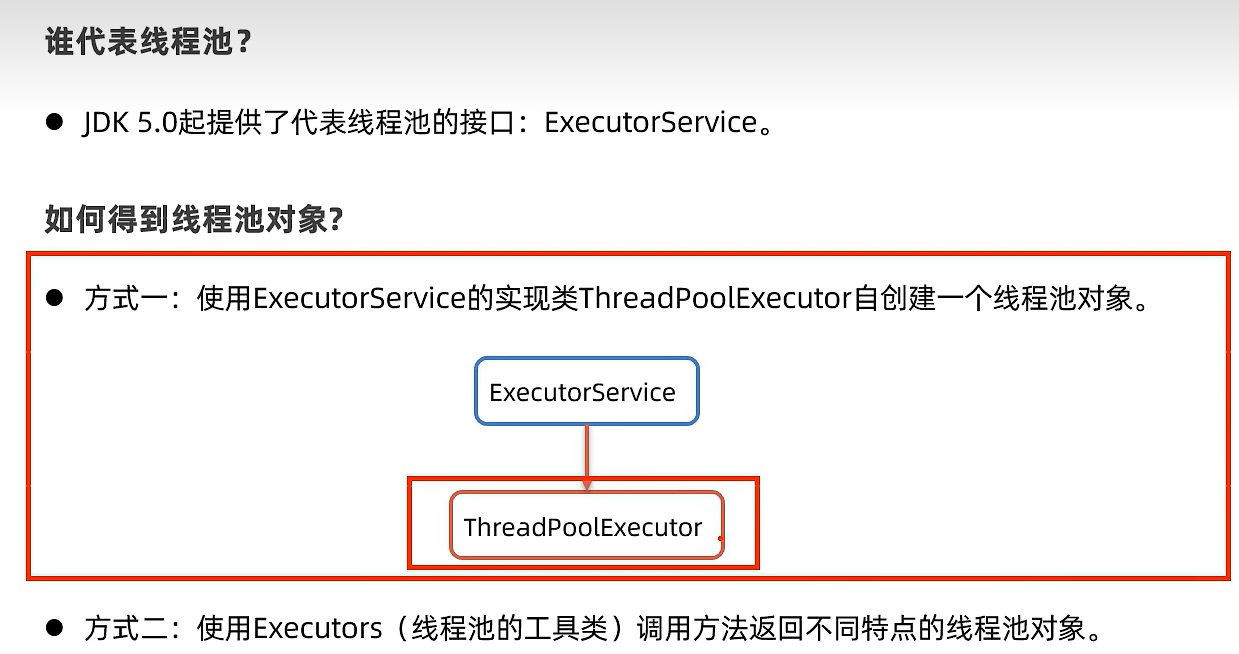 谁代表线程池？
● JDK 5.0起提供了代表线程池的接口：ExecutorService。
如何得到线程池对象?
● 方式一：使用ExecutorService的实现类ThreadPoolExecutor自创建一个线程池对象。
ExecutorService
ThreadPoolExecutor
● 方式二：使用Executors（线程池的工具类）调用方法返回不同特点的线程池对象。